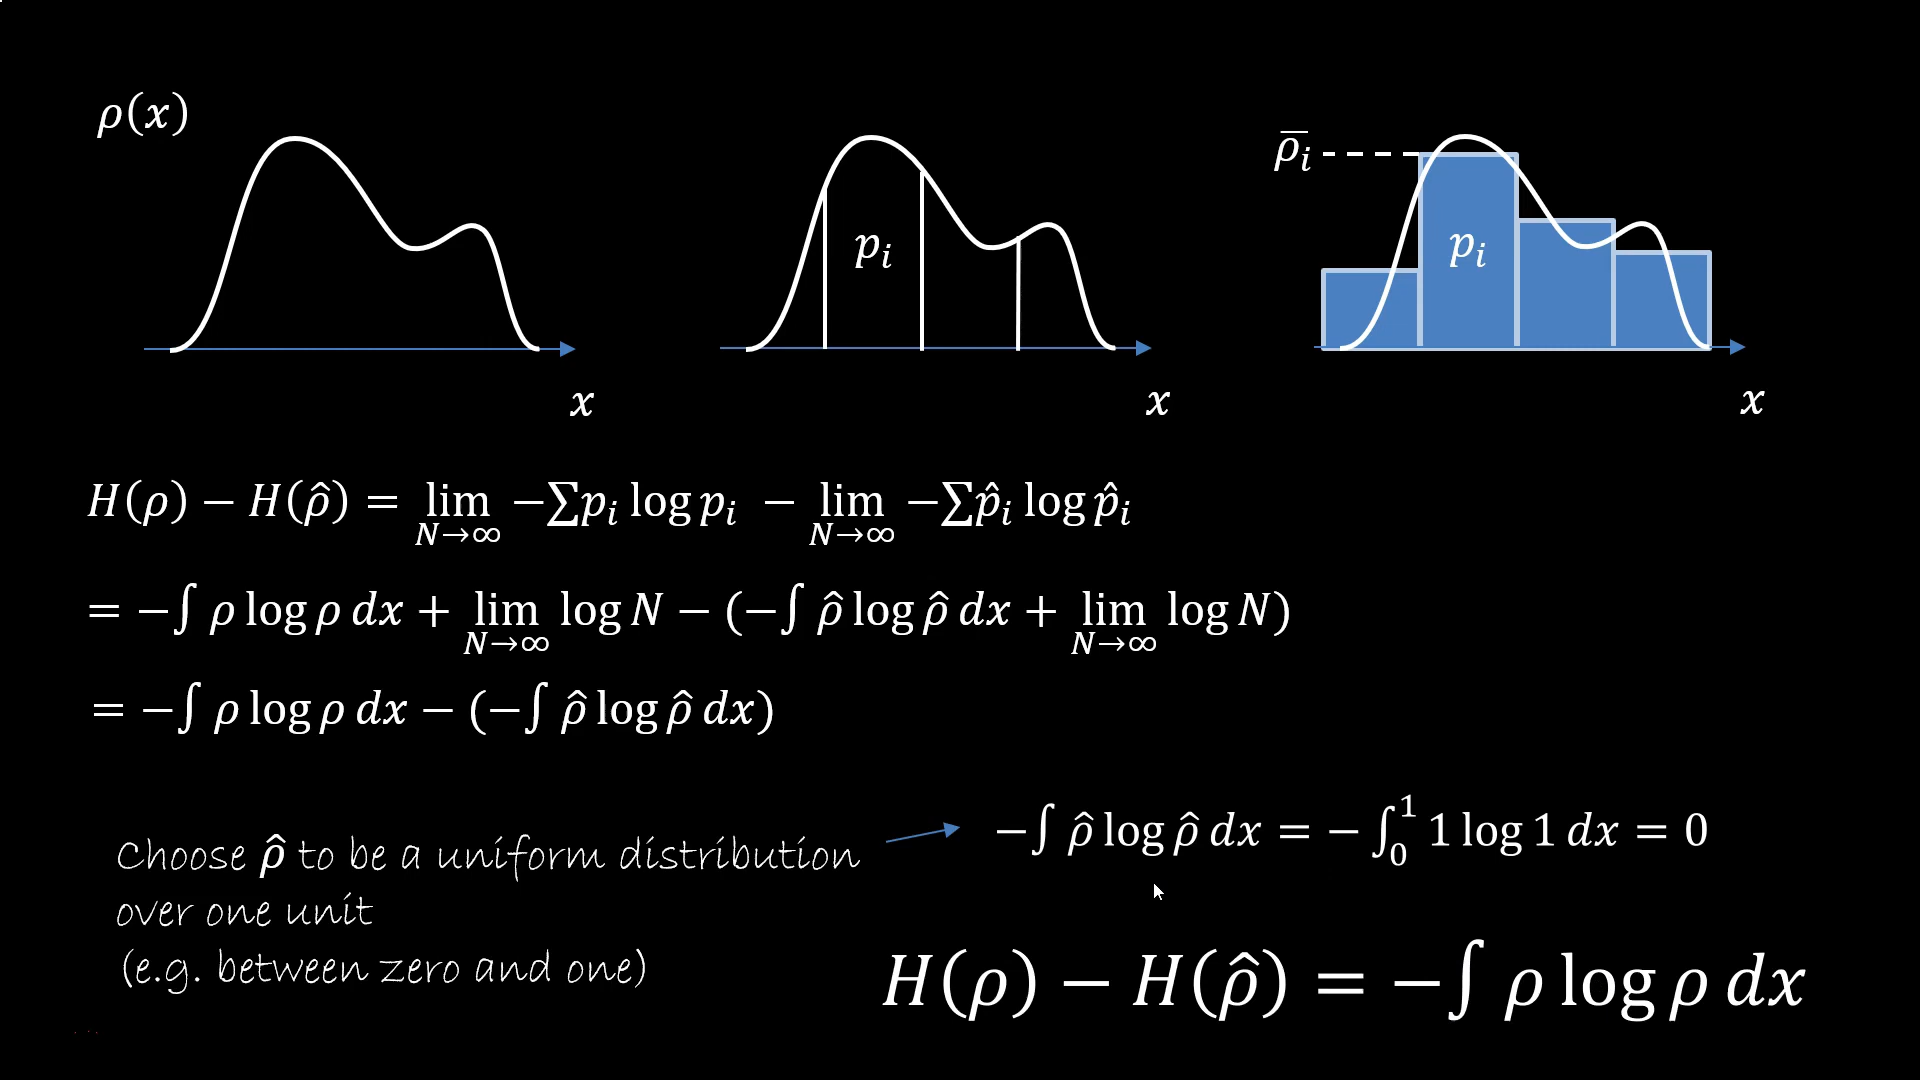 ρ(x)
p_i
ρ̅_i
p_i
x
x
x
H(ρ) − H(ρ̂) = lim_{N→∞} −∑p_i log p_i − lim_{N→∞} −∑p̂_i log p̂_i
= −∫ ρ log ρ dx + lim_{N→∞} log N − (−∫ ρ̂ log ρ̂ dx + lim_{N→∞} log N)
= −∫ ρ log ρ dx − (−∫ ρ̂ log ρ̂ dx)
−∫ ρ̂ log ρ̂ dx = −∫_0^1 1 log 1 dx = 0
Choose ρ̂ to be a uniform distribution
over one unit
(e.g. between zero and one)
H(ρ) − H(ρ̂) = −∫ ρ log ρ dx